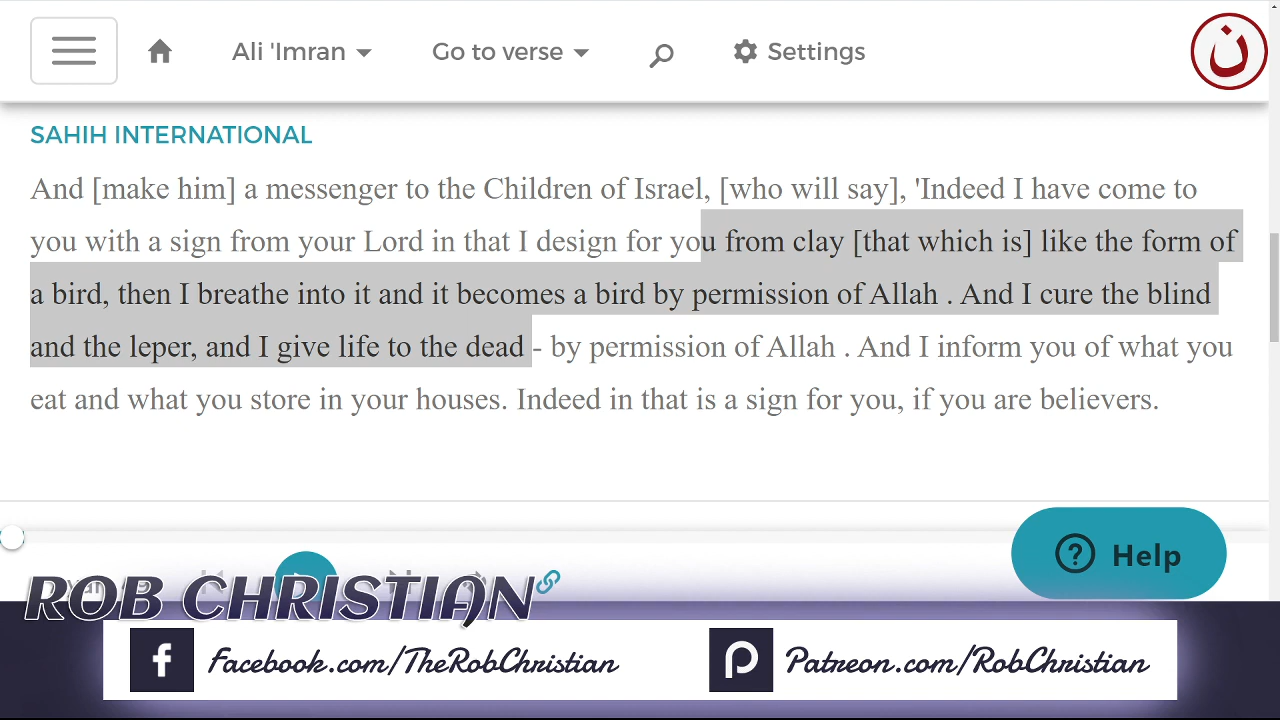 Ali 'Imran
Go to verse
Settings
ن
SAHIH INTERNATIONAL
And [make him] a messenger to the Children of Israel, [who will say], 'Indeed I have come to
you with a sign from your Lord in that I design for you from clay [that which is] like the form of
a bird, then I breathe into it and it becomes a bird by permission of Allah . And I cure the blind
and the leper, and I give life to the dead - by permission of Allah . And I inform you of what you
eat and what you store in your houses. Indeed in that is a sign for you, if you are believers.
? Help
ROB CHRISTIAN
f Facebook.com/TheRobChristian
Patreon.com/RobChristian